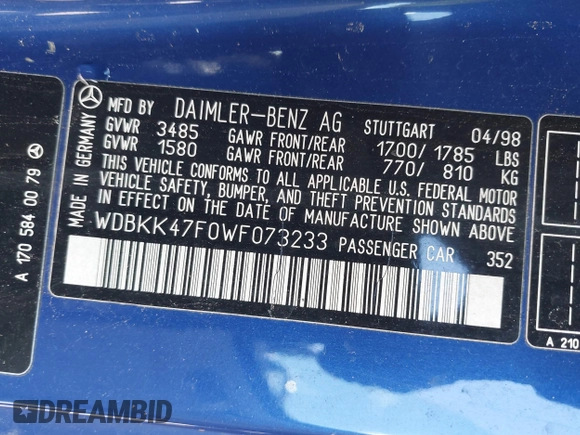 MFD BY DAIMLER-BENZ AG STUTTGART 04/98
GVWR 3485 GAWR FRONT/REAR 1700/1785 LBS
GVWR 1580 GAWR FRONT/REAR 770/ 810 KG
THIS VEHICLE CONFORMS TO ALL APPLICABLE U.S. FEDERAL MOTOR
VEHICLE SAFETY, BUMPER, AND THEFT PREVENTION STANDARDS
IN EFFECT ON THE DATE OF MANUFACTURE SHOWN ABOVE
WDBKK47F0WF073233 PASSENGER CAR 352
MADE IN GERMANY
A 170 584 00 79
A 210
DREAMBID